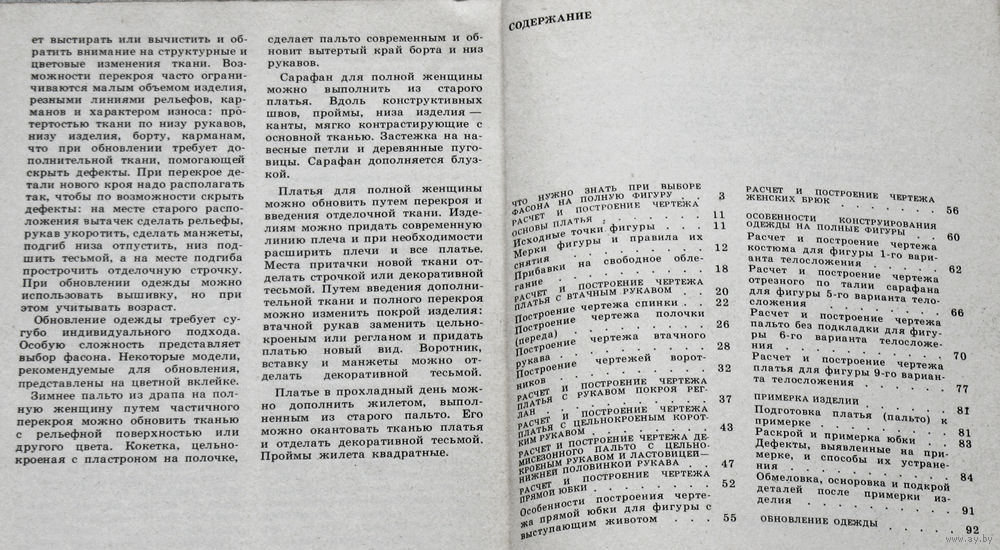 ет выстирать или вычистить и об-
ратить внимание на структурные и
цветовые изменения ткани. Воз-
можности перекроя часто ограни-
чиваются малым объемом изделия,
резными линиями рельефов, кар-
манов и характером износа: про-
тертостью ткани по низу рукавов,
низу изделия, борту, карманам,
что при обновлении требует до-
полнительной ткани, помогающей
скрыть дефекты. При перекрое де-
тали нового кроя надо располагать
так, чтобы по возможности скрыть
дефекты: на месте старого распо-
ложения вытачек сделать рельефы,
рукав укоротить, сделать манжеты,
подгиб низа отпустить, низ под-
шить тесьмой, а на месте подгиба
прострочить отделочную строчку.
При обновлении одежды можно
использовать вышивку, но при
этом учитывать возраст.
Обновление одежды требует су-
губо индивидуального подхода.
Особую сложность представляет
выбор фасона. Некоторые модели,
рекомендуемые для обновления,
представлены на цветной вклейке.
Зимнее пальто из драпа на пол-
ную женщину путем частичного
перекроя можно обновить тканью
с рельефной поверхностью или
другого цвета. Кокетка, цельно-
кроеная с пластроном на полочке,
сделает пальто современным и об-
новит вытертый край борта и низ
рукавов.
Сарафан для полной женщины
можно выполнить из старого
платья. Вдоль конструктивных
швов, проймы, низа изделия —
канты, мягко контрастирующие с
основной тканью. Застежка на на-
весные петли и деревянные пуго-
вицы. Сарафан дополняется блуз-
кой.
Платья для полной женщины
можно обновить путем перекроя и
введения отделочной ткани. Изде-
лиям можно придать современную
линию плеча и при необходимости
расширить плечи и все платье.
Места притачки новой ткани от-
делать строчкой или декоративной
тесьмой. Путем введения дополни-
тельной ткани и полного перекроя
можно изменить покрой изделия:
втачной рукав заменить цельно-
кроеным или регланом и придать
платью новый вид. Воротник,
вставку и манжеты можно от-
делать декоративной тесьмой.
Платье в прохладный день мож-
но дополнить жилетом, выпол-
ненным из старого пальто. Его
можно окантовать тканью платья
и отделать декоративной тесьмой.
Проймы жилета квадратные.
СОДЕРЖАНИЕ
ЧТО НУЖНО ЗНАТЬ ПРИ ВЫБОРЕ
ФАСОНА НА ПОЛНУЮ ФИГУРУ 3
РАСЧЕТ И ПОСТРОЕНИЕ ЧЕРТЕЖА
ОСНОВЫ ПЛАТЬЯ . . . . . . 11
Исходные точки фигуры . . . 11
Мерки фигуры и правила их
снятия . . . . . . . . 12
Прибавки на свободное обле-
гание . . . . . . . . 18
РАСЧЕТ И ПОСТРОЕНИЕ ЧЕРТЕЖА
ПЛАТЬЯ С ВТАЧНЫМ РУКАВОМ . . 20
Построение чертежа спинки . . 22
Построение чертежа полочки
(переда) . . . . . . . . 26
Построение чертежа втачного
рукава . . . . . . . . 28
Построение чертежей ворот-
ников . . . . . . . . 32
РАСЧЕТ И ПОСТРОЕНИЕ ЧЕРТЕЖА
ПЛАТЬЯ С РУКАВОМ ПОКРОЯ РЕГ-
ЛАН . . . . . . . . 37
РАСЧЕТ И ПОСТРОЕНИЕ ЧЕРТЕЖА
ПЛАТЬЯ С ЦЕЛЬНОКРОЕНЫМ КОРОТ-
КИМ РУКАВОМ . . . . . . 43
РАСЧЕТ И ПОСТРОЕНИЕ ЧЕРТЕЖА ДЕ-
МИСЕЗОННОГО ПАЛЬТО С ЦЕЛЬНО-
КРОЕНЫМ РУКАВОМ И ЛАСТОВИЦЕЙ—
НИЖНЕЙ ПОЛОВИНКОЙ РУКАВА . . 47
РАСЧЕТ И ПОСТРОЕНИЕ ЧЕРТЕЖА
ПРЯМОЙ ЮБКИ . . . . . . 52
Особенности построения черте-
жа прямой юбки для фигуры с
выступающим животом . . . 55
РАСЧЕТ И ПОСТРОЕНИЕ ЧЕРТЕЖА
ЖЕНСКИХ БРЮК . . . . . . 56
ОСОБЕННОСТИ КОНСТРУИРОВАНИЯ
ОДЕЖДЫ НА ПОЛНЫЕ ФИГУРЫ . . 60
Расчет и построение чертежа
костюма для фигуры 1-го вари-
анта телосложения . . . . . 62
Расчет и построение чертежа
отрезного по талии сарафана
для фигуры 5-го варианта тело-
сложения . . . . . . . 66
Расчет и построение чертежа
пальто без подкладки для фигу-
ры 6-го варианта телосложе-
ния . . . . . . . . 70
Расчет и построение чертежа
платья для фигуры 9-го вариан-
та телосложения . . . . . 77
ПРИМЕРКА ИЗДЕЛИИ . . . . . 81
Подготовка платья (пальто) к
примерке . . . . . . . 81
Раскрой и примерка юбки . . 83
Дефекты, выявленные на при-
мерке, и способы их устране-
ния . . . . . . . . 84
Обмеловка, осноровка и подкрой
деталей после примерки из-
делия . . . . . . . . 91
ОБНОВЛЕНИЕ ОДЕЖДЫ . . . . . 92
www.ay.by